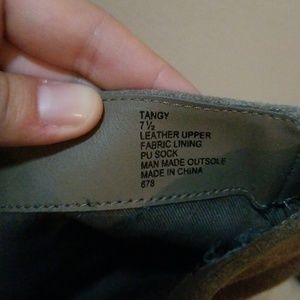 TANGY
7½
LEATHER UPPER
FABRIC LINING
PU SOCK
MAN MADE OUTSOLE
MADE IN CHINA
678